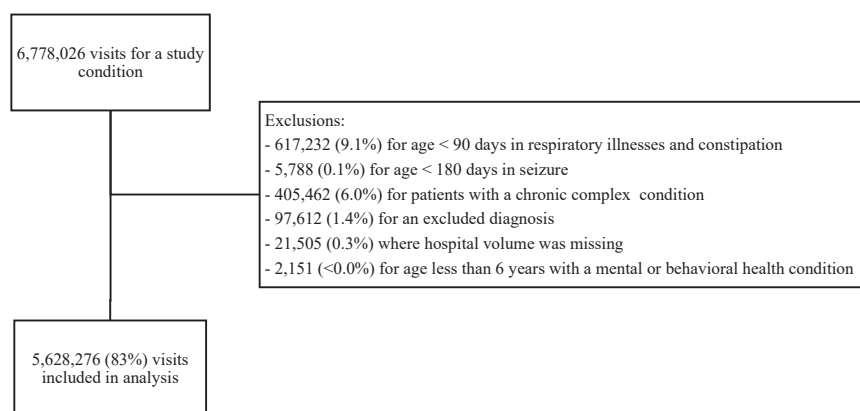 6,778,026 visits for a study
condition
Exclusions:
- 617,232 (9.1%) for age < 90 days in respiratory illnesses and constipation
- 5,788 (0.1%) for age < 180 days in seizure
- 405,462 (6.0%) for patients with a chronic complex condition
- 97,612 (1.4%) for an excluded diagnosis
- 21,505 (0.3%) where hospital volume was missing
- 2,151 (<0.0%) for age less than 6 years with a mental or behavioral health condition
5,628,276 (83%) visits
included in analysis